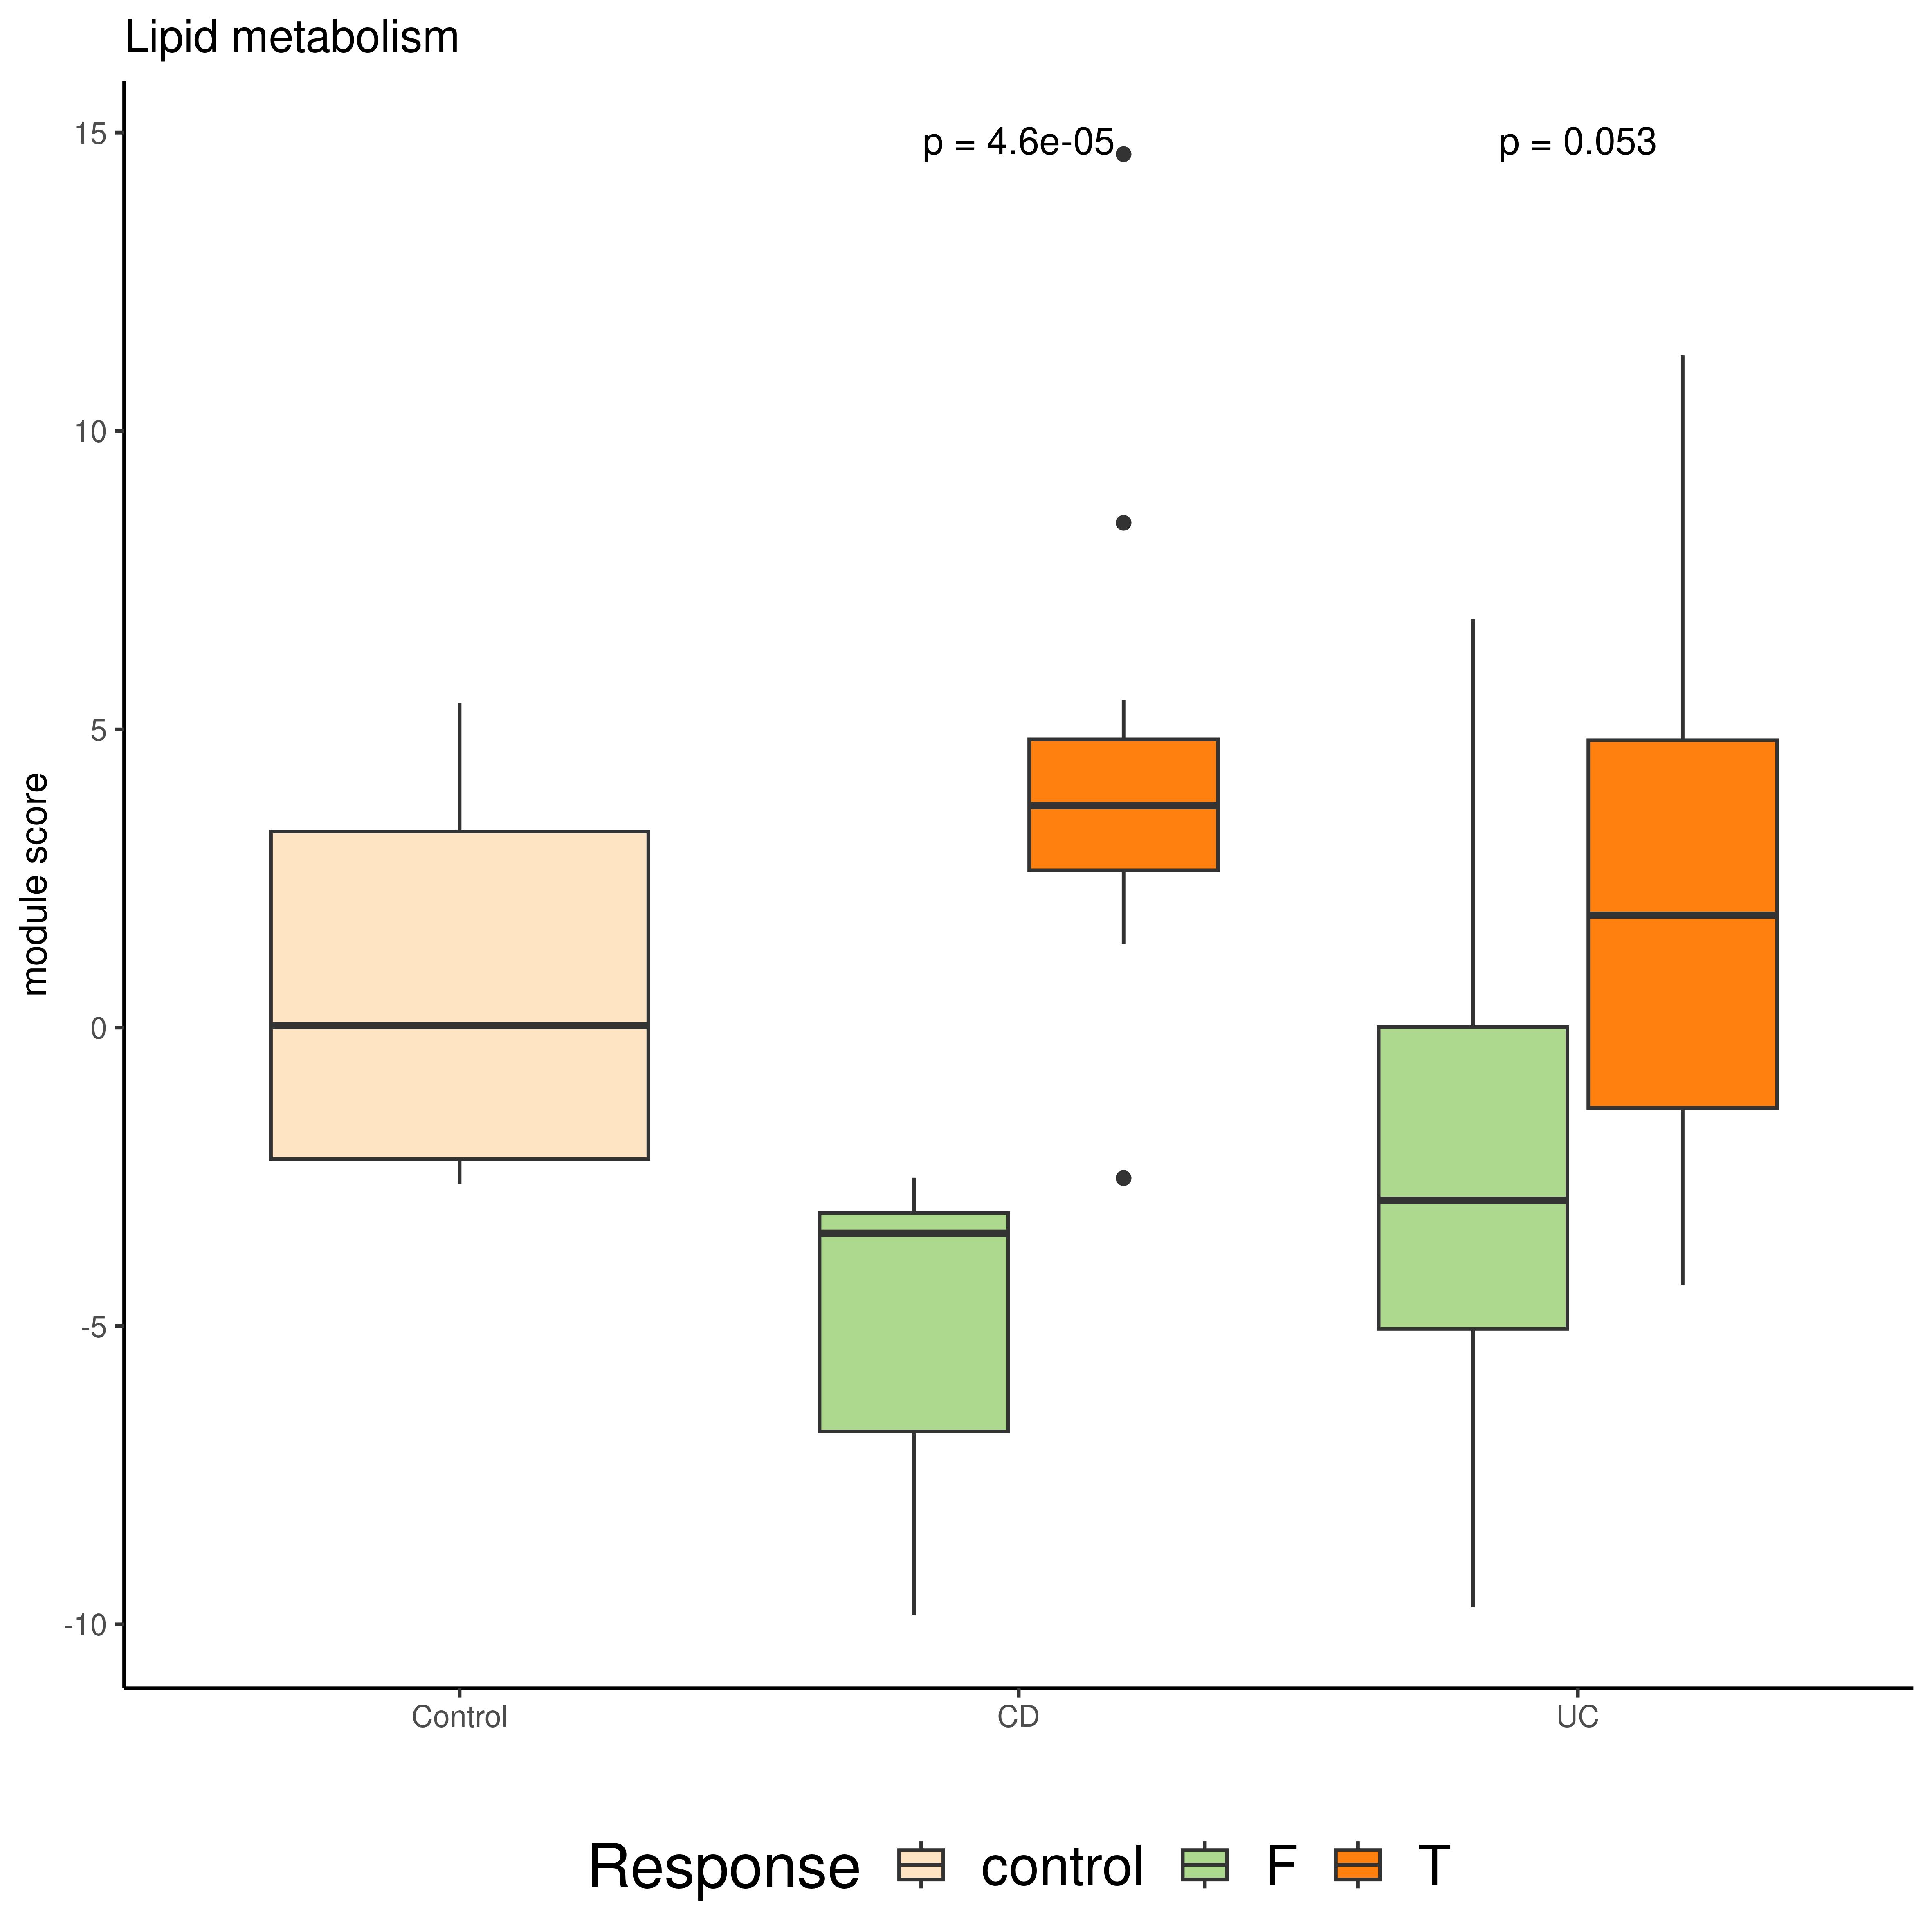 Lipid metabolism
p = 4.6e-05
p = 0.053
15
10
5
0
-5
-10
module score
Control
CD
UC
Response
control
F
T